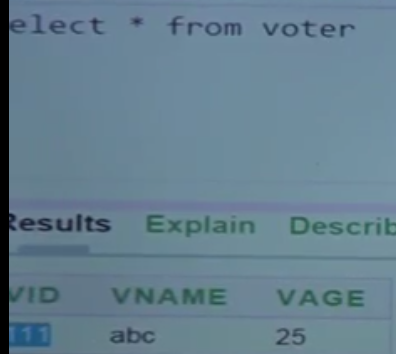 elect * from voter
Results Explain Describ
VID VNAME VAGE
111 abc 25